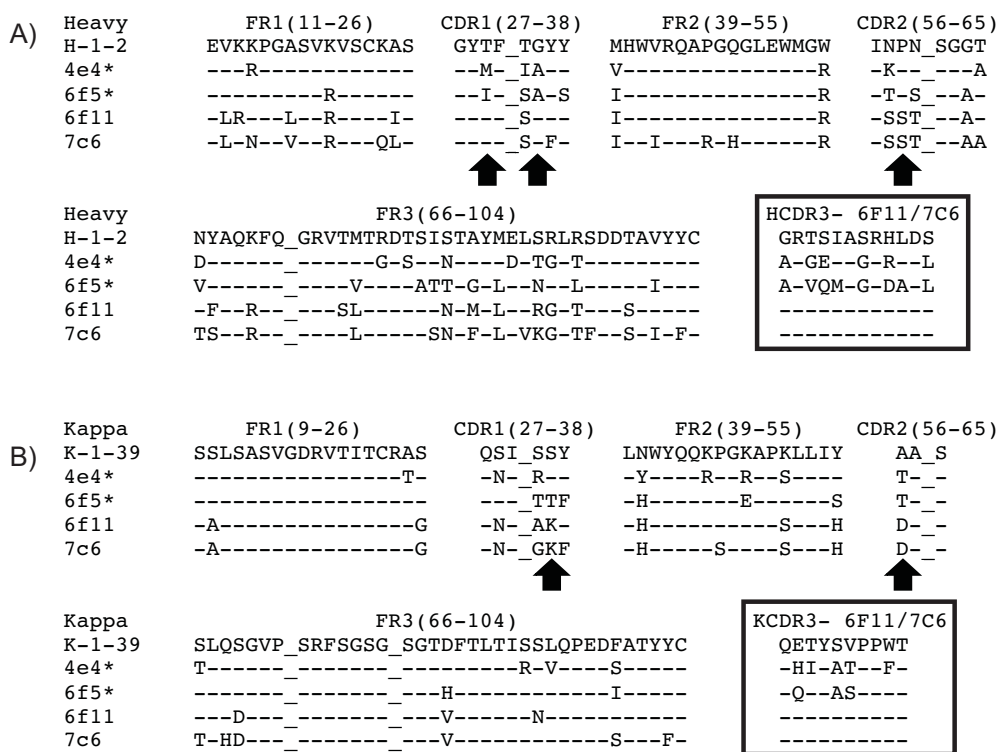 A)
Heavy FR1(11-26) CDR1(27-38) FR2(39-55) CDR2(56-65)
H-1-2 EVKKPGASVKVSCKAS GYTF_TGYY MHWVRQAPGQGLEWMGW INPN_SGGT
4e4* ---R------------ --M-_IA-- V---------------R -K--_---A
6f5* ---------R------ --I-_SA-S I---------------R -T-S_--A-
6f11 -LR---L--R----I- ----_S--- I---------------R -SST_--A-
7c6 -L-N--V--R---QL- ----_S-F- I--I---R-H------R -SST_--AA
Heavy FR3(66-104) HCDR3- 6F11/7C6
H-1-2 NYAQKFQ_GRVTMTRDTSISTAYMELSRLRSDDTAVYYC GRTSIASRHLDS
4e4* D------_------G-S--N----D-TG-T--------- A-GE--G-R--L
6f5* V------_----V----ATT-G-L--N--L-----I--- A-VQM-G-DA-L
6f11 -F--R--_---SL------N-M-L--RG-T---S----- ------------
7c6 TS--R--_----L-----SN-F-L-VKG-TF--S-I-F- ------------
B)
Kappa FR1(9-26) CDR1(27-38) FR2(39-55) CDR2(56-65)
K-1-39 SSLSASVGDRVTITCRAS QSI_SSY LNWYQQKPGKAPKLLIY AA_S
4e4* ----------------T- -N-_R-- -Y----R--R--S---- T-_-
6f5* ------------------ ---_TTF -H-------E------S T-_-
6f11 -A---------------G -N-_AK- -H----------S---H D-_-
7c6 -A---------------G -N-_GKF -H-----P----S---H D-_-
Kappa FR3(66-104) KCDR3- 6F11/7C6
K-1-39 SLQSGVP_SRFSGSG_SGTDFTLTISSLQPEDFATYYC QETYSVPPWT
4e4* T------_-------_---------R-V----S----- -HI-AT--F-
6f5* -------_-------_---H------------I----- -Q--AS----
6f11 ---D---_-------_---V------N----------- ----------
7c6 T-HD---_-------_---V------------S---F- ----------